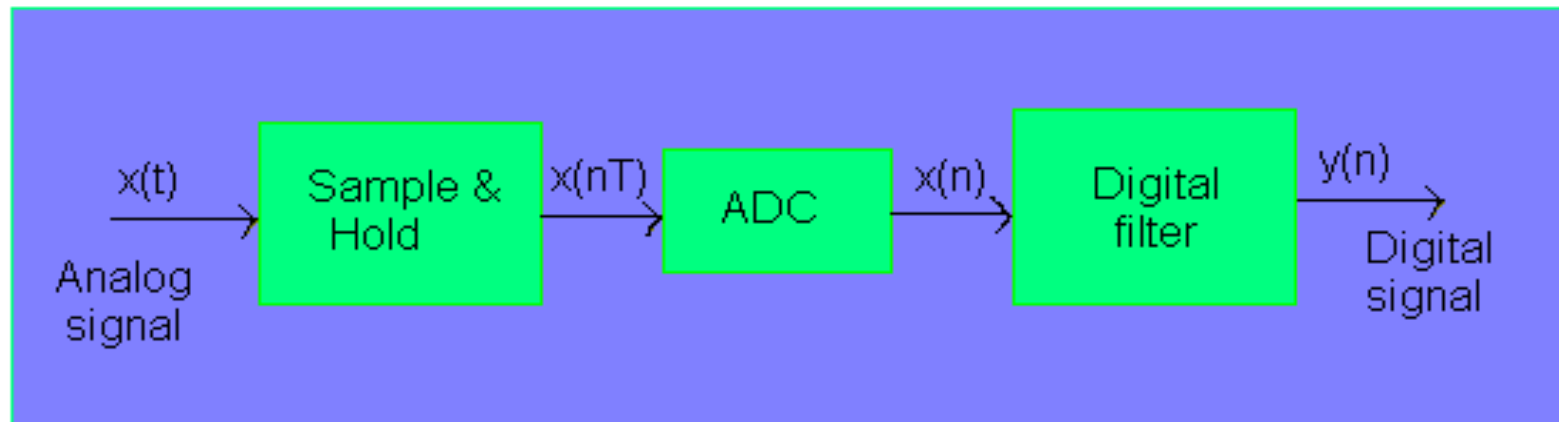 x(t)
Analog
signal
Sample &
Hold
x(nT)
ADC
x(n)
Digital
filter
y(n)
Digital
signal